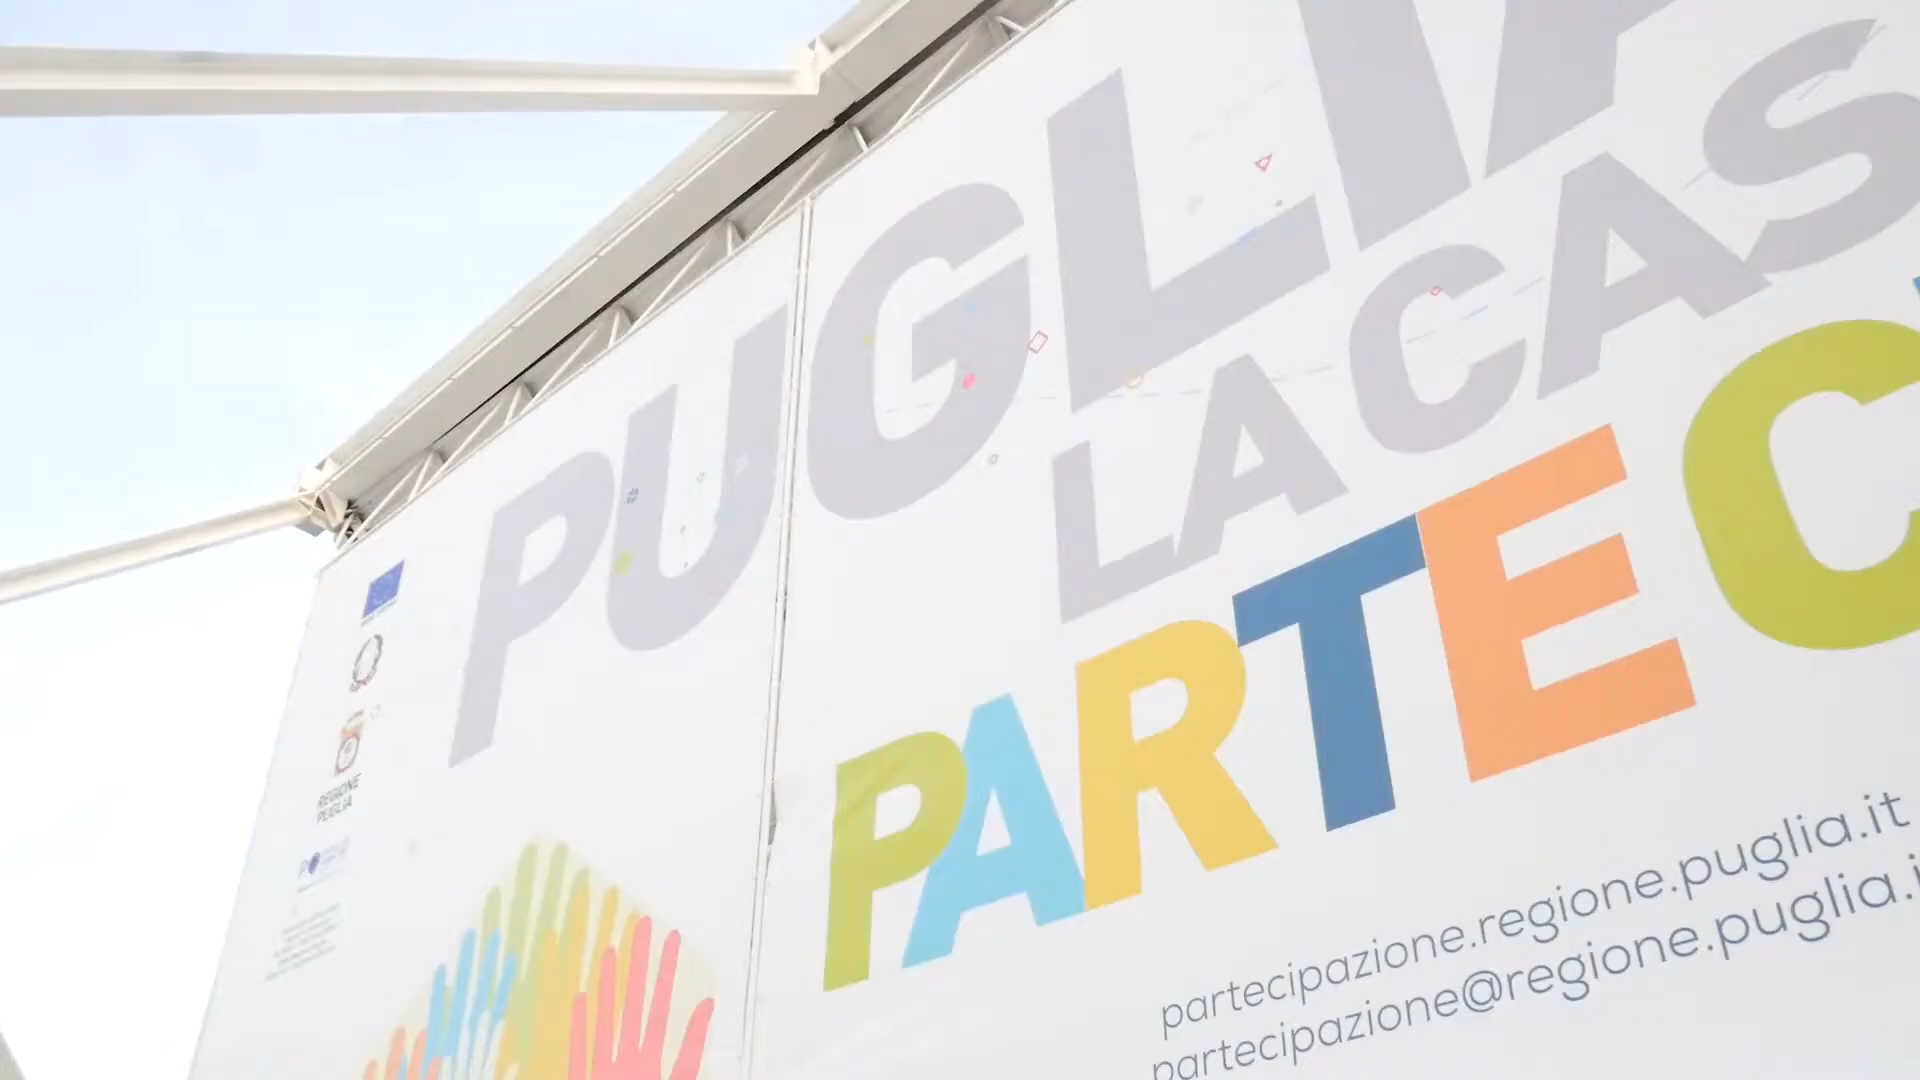 PUGLIA
LA CAS
PARTEC
partecipazione.regione.puglia.it
partecipazione@regione.puglia.i
REGIONE
PUGLIA